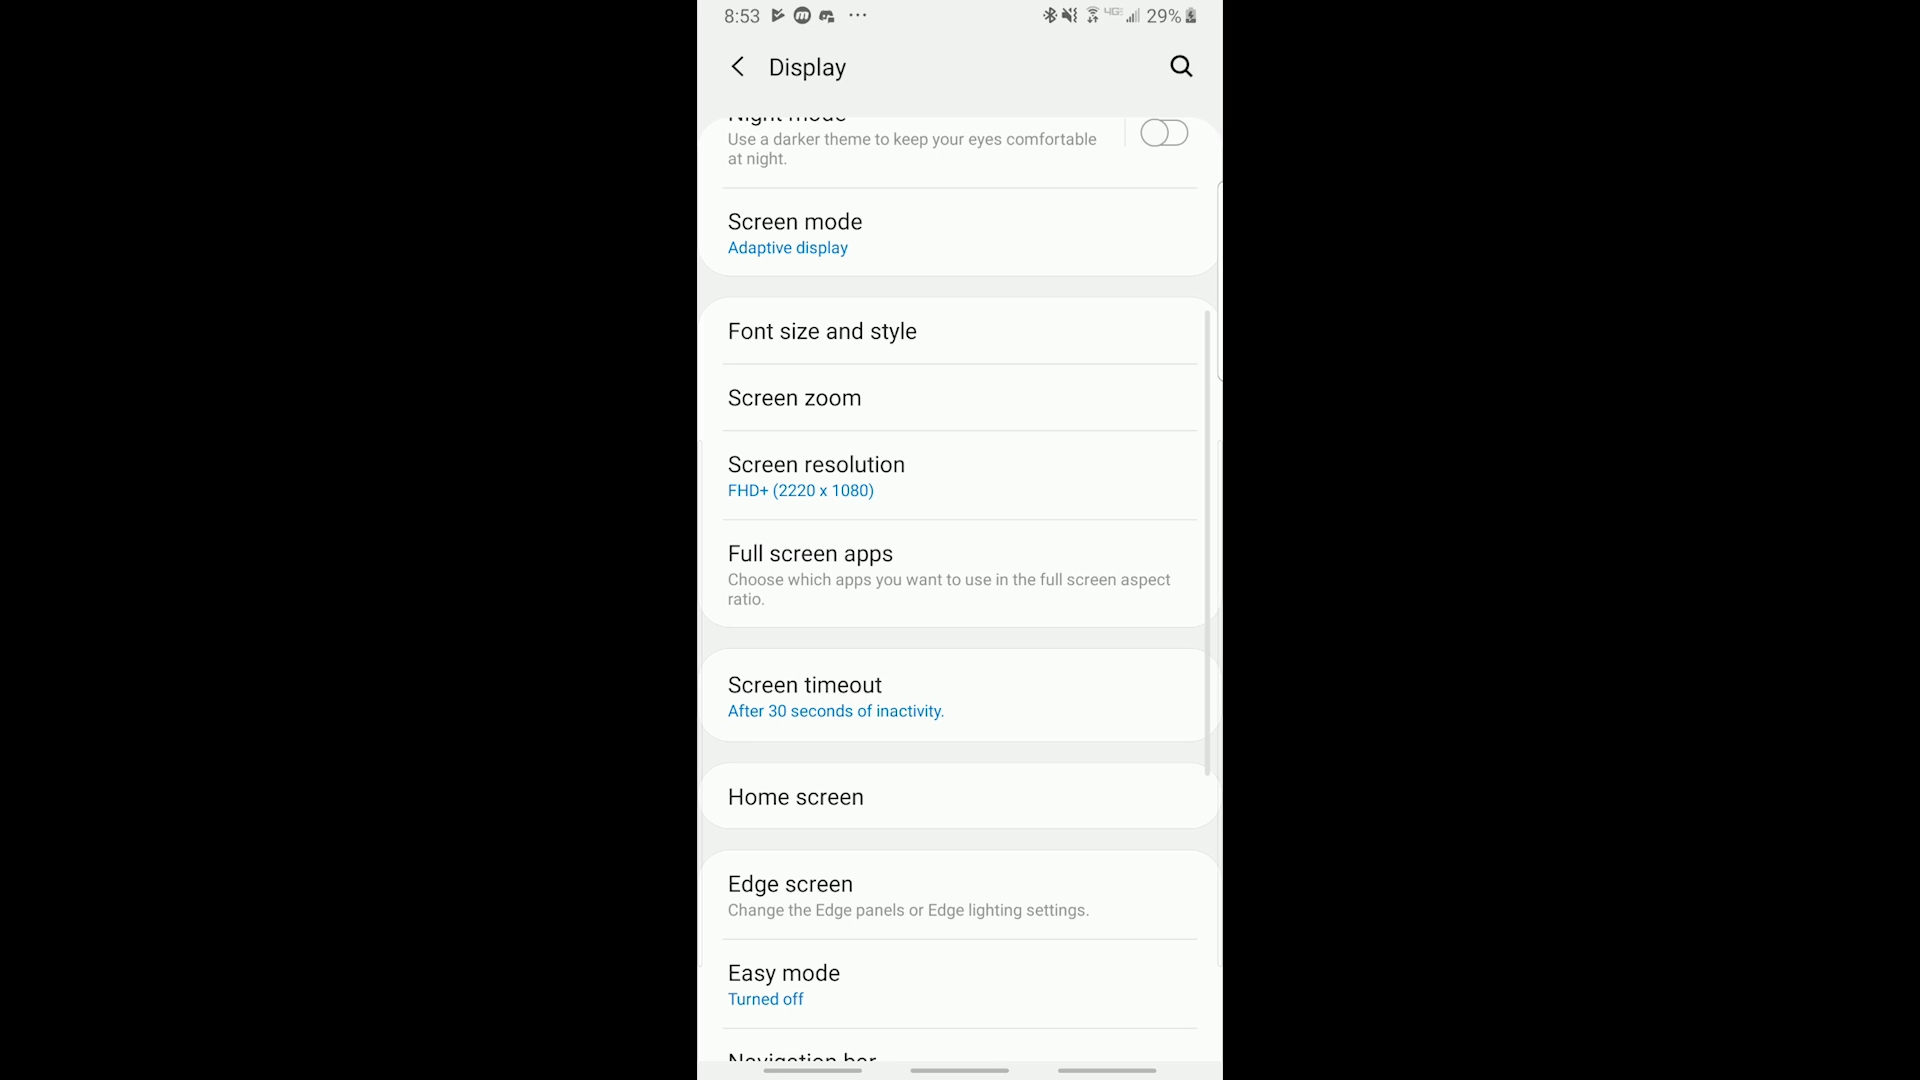 8:53 29%
Display
Night mode
Use a darker theme to keep your eyes comfortable
at night.
Screen mode
Adaptive display
Font size and style
Screen zoom
Screen resolution
FHD+ (2220 x 1080)
Full screen apps
Choose which apps you want to use in the full screen aspect
ratio.
Screen timeout
After 30 seconds of inactivity.
Home screen
Edge screen
Change the Edge panels or Edge lighting settings.
Easy mode
Turned off
Navigation bar